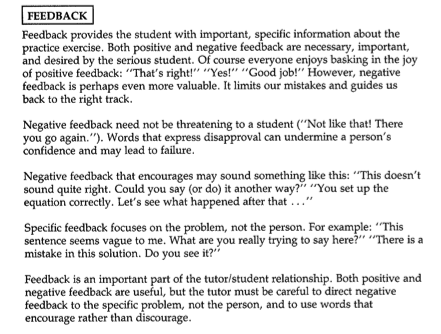 FEEDBACK
Feedback provides the student with important, specific information about the
practice exercise. Both positive and negative feedback are necessary, important,
and desired by the serious student. Of course everyone enjoys basking in the joy
of positive feedback: "That's right!" "Yes!" "Good job!" However, negative
feedback is perhaps even more valuable. It limits our mistakes and guides us
back to the right track.
Negative feedback need not be threatening to a student ("Not like that! There
you go again."). Words that express disapproval can undermine a person's
confidence and may lead to failure.
Negative feedback that encourages may sound something like this: "This doesn't
sound quite right. Could you say (or do) it another way?" "You set up the
equation correctly. Let's see what happened after that . . ."
Specific feedback focuses on the problem, not the person. For example: "This
sentence seems vague to me. What are you really trying to say here?" "There is a
mistake in this solution. Do you see it?"
Feedback is an important part of the tutor/student relationship. Both positive and
negative feedback are useful, but the tutor must be careful to direct negative
feedback to the specific problem, not the person, and to use words that
encourage rather than discourage.